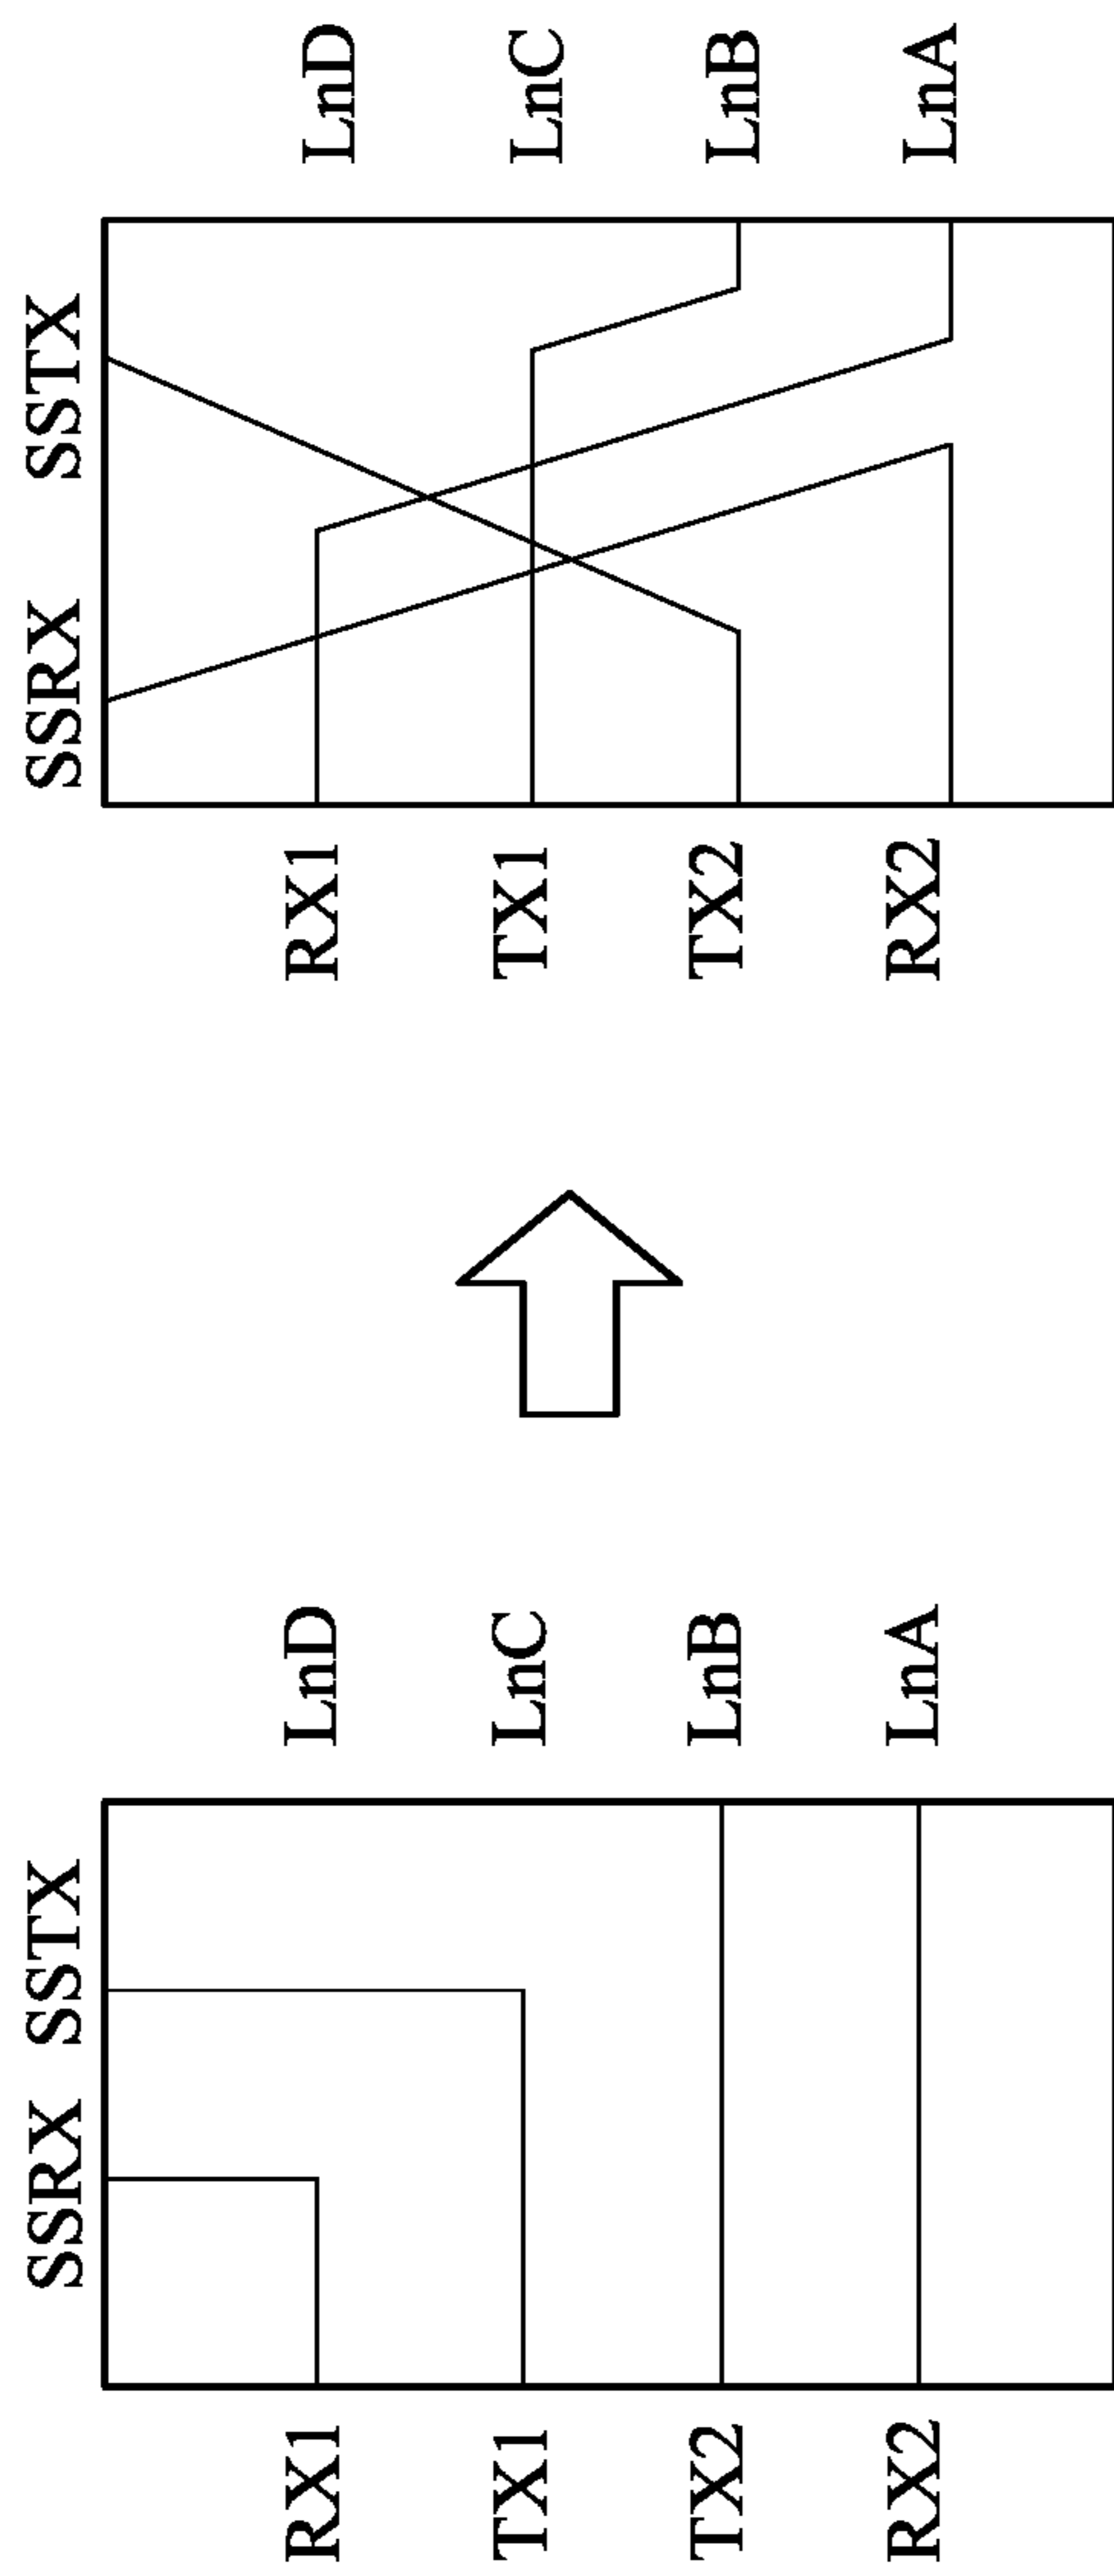 SSRX SSTX
RX1 LnD
TX1 LnC
TX2 LnB
RX2 LnA
SSRX SSTX
RX1 LnD
TX1 LnC
TX2 LnB
RX2 LnA